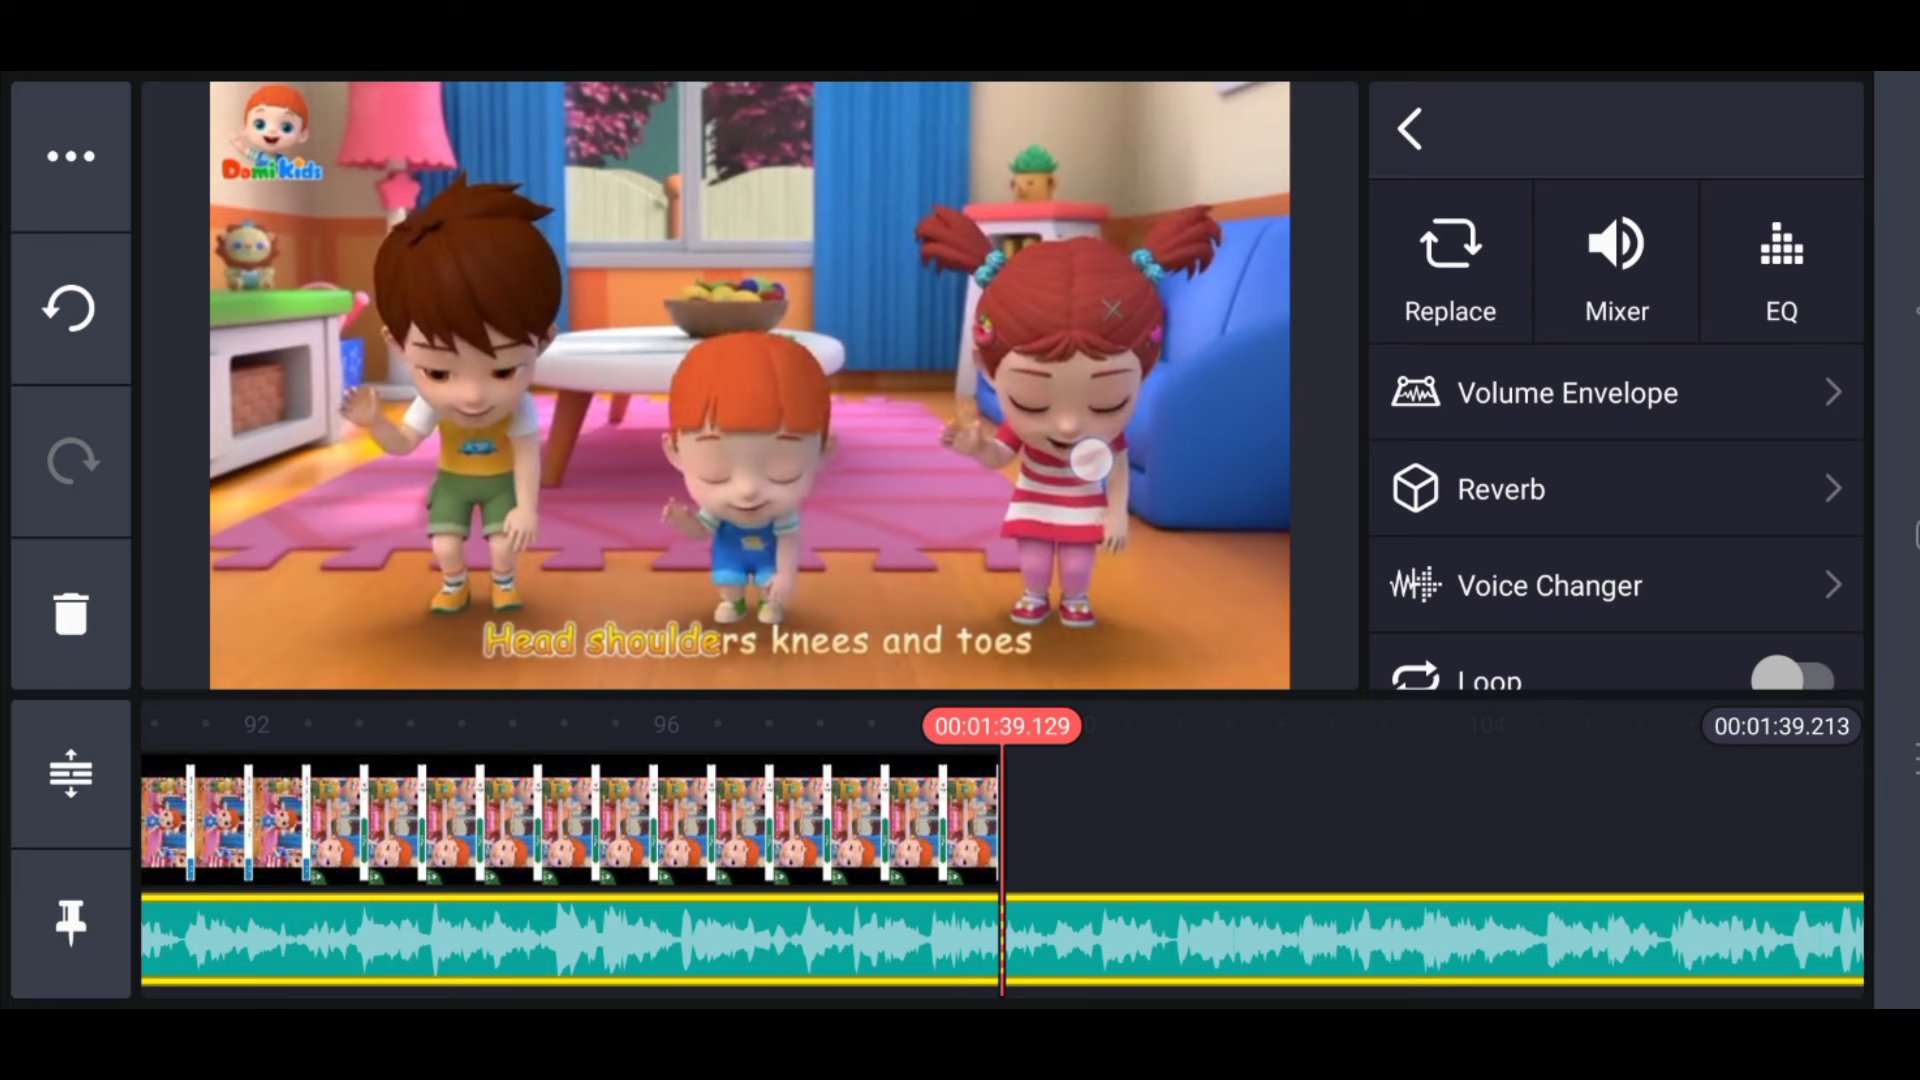 Domi Kids
Head shoulders knees and toes
Replace
Mixer
EQ
Volume Envelope
Reverb
Voice Changer
Loop
92
96
00:01:39.129
104
00:01:39.213